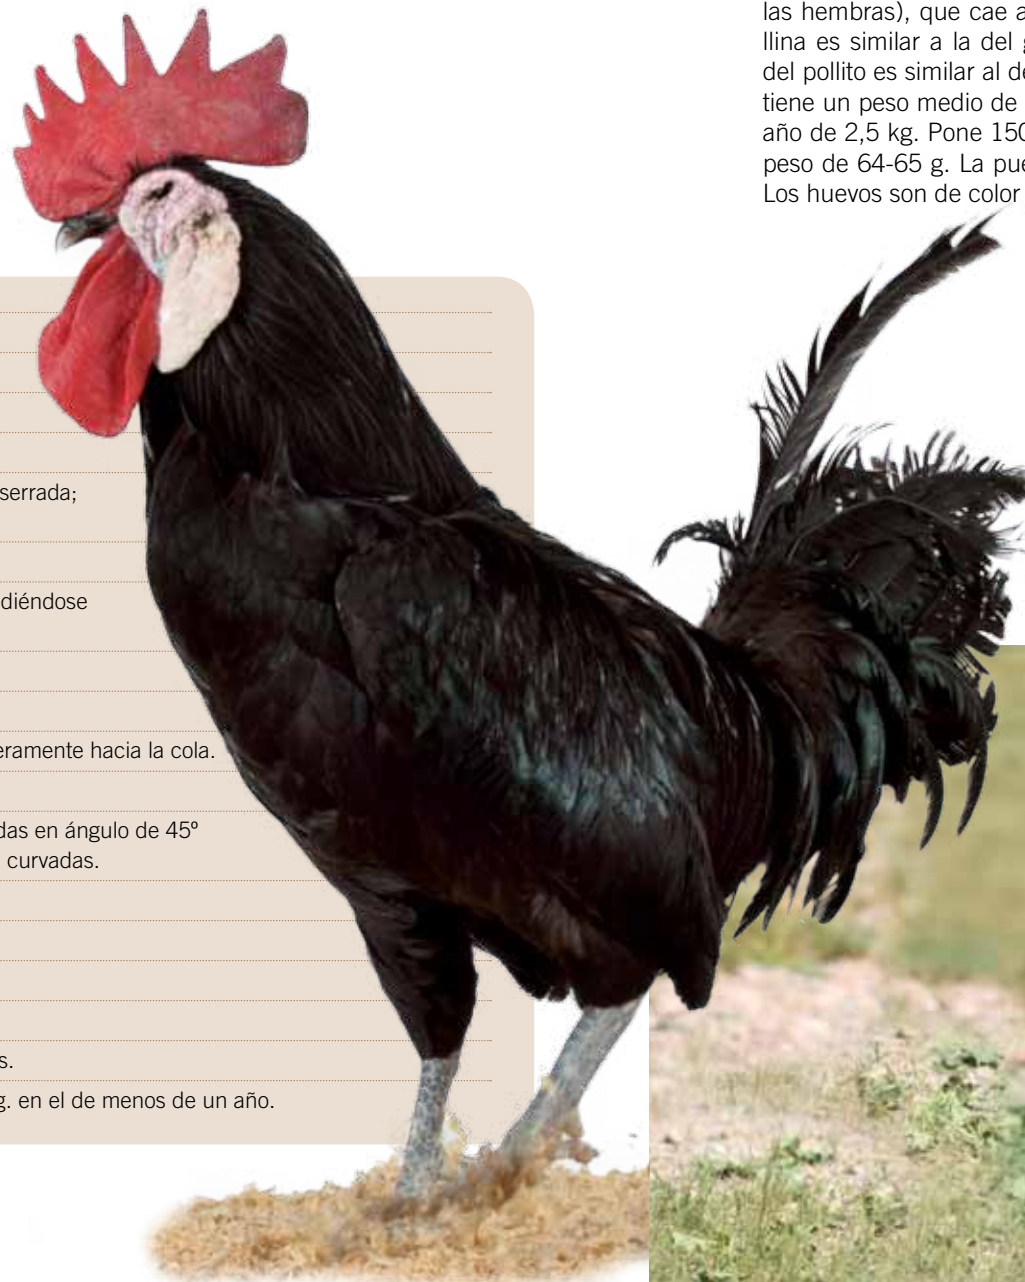 las hembras), que cae a
llina es similar a la del
del pollito es similar al de
tiene un peso medio de
año de 2,5 kg. Pone 150
peso de 64-65 g. La
Los huevos son de color
serrada;
diéndose
eramente hacia la cola.
das en ángulo de 45º
curvadas.
s.
g. en el de menos de un año.